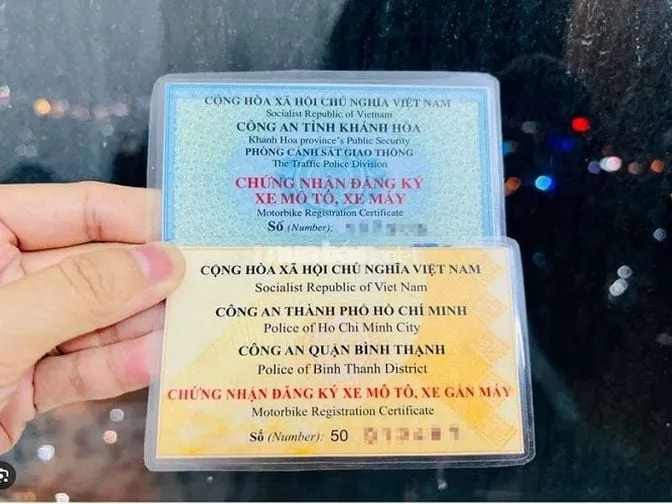 CỘNG HÒA XÃ HỘI CHỦ NGHĨA VIỆT NAM
Socialist Republic of Vietnam
CÔNG AN TỈNH KHÁNH HÒA
Khanh Hoa province's Public Security
PHÒNG CẢNH SÁT GIAO THÔNG
The Traffic Police Division
CHỨNG NHẬN ĐĂNG KÝ
XE MÔ TÔ, XE MÁY
Motorbike Registration Certificate
Số (Number):
CỘNG HÒA XÃ HỘI CHỦ NGHĨA VIỆT NAM
Socialist Republic of Viet Nam
CÔNG AN THÀNH PHỐ HỒ CHÍ MINH
Police of Ho Chi Minh City
CÔNG AN QUẬN BÌNH THẠNH
Police of Binh Thanh District
CHỨNG NHẬN ĐĂNG KÝ XE MÔ TÔ, XE GẮN MÁY
Motorbike Registration Certificate
Số (Number): 50